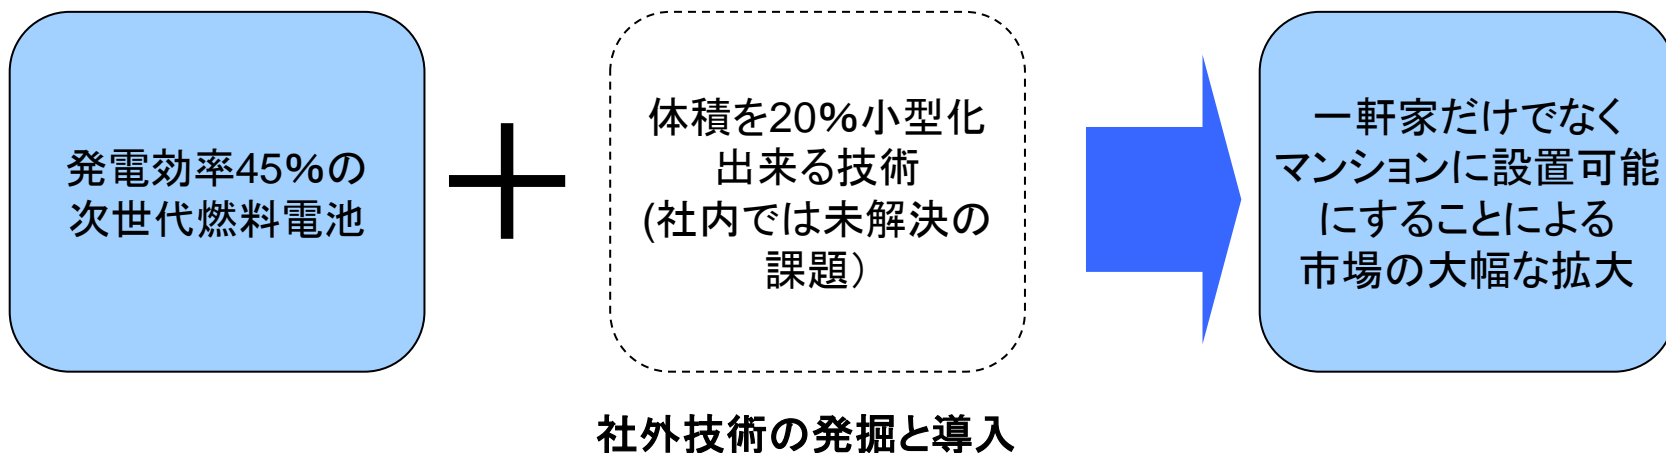 発電効率45%の
次世代燃料電池
体積を20%小型化
出来る技術
(社内では未解決の
課題）
一軒家だけでなく
マンションに設置可能
にすることによる
市場の大幅な拡大
社外技術の発掘と導入